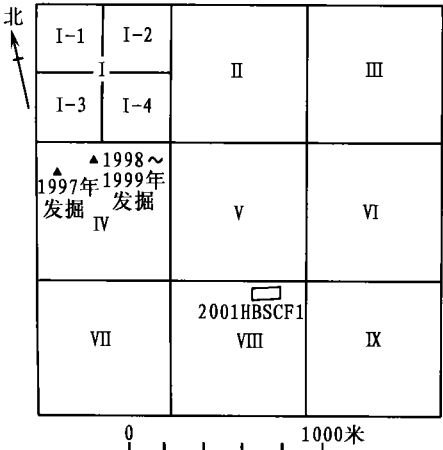 北
I-1 I-2
I
I-3 I-4
II
III
▲ ▲1998～
1997年 1999年
发掘 发掘
IV
V
VI
2001HBSCF1
VII
VIII
IX
0 1000米